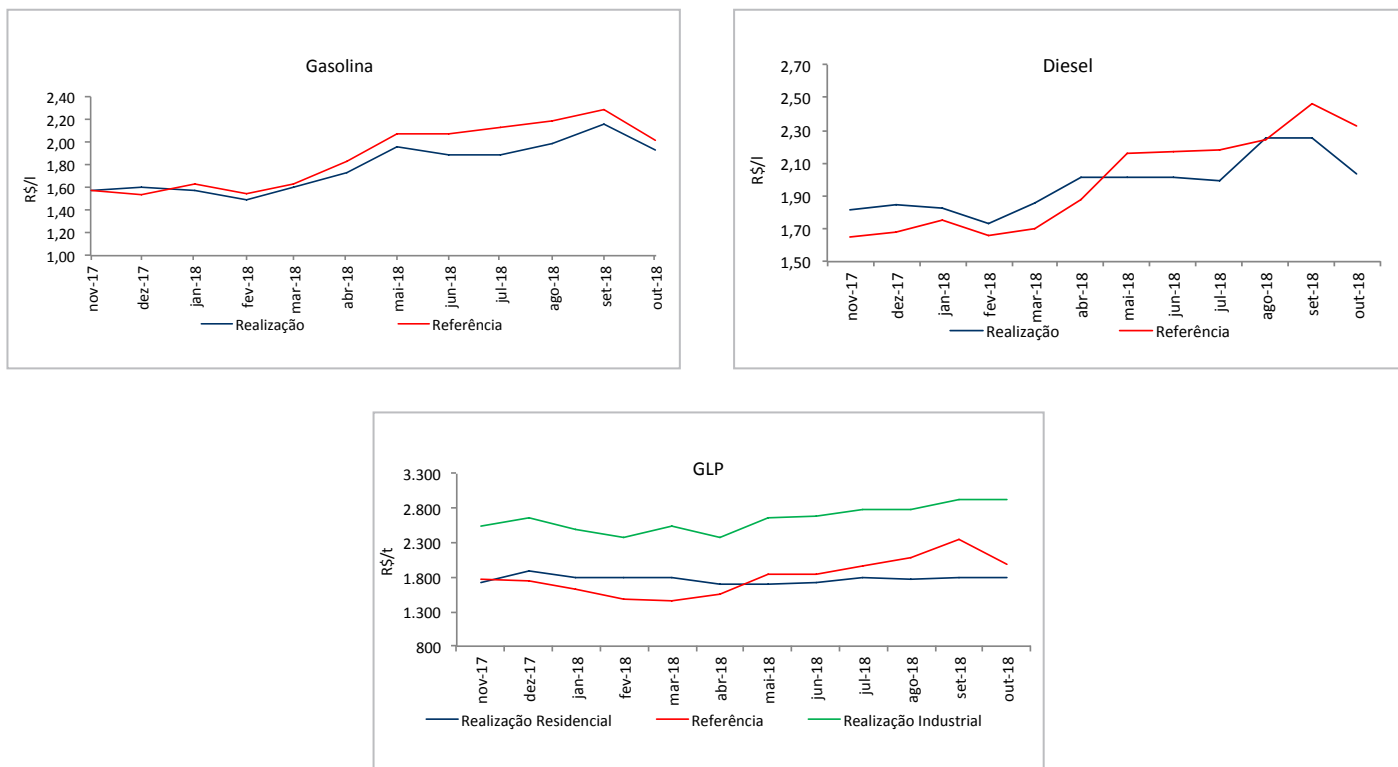 Gasolina
R$/l
2,40
2,20
2,00
1,80
1,60
1,40
1,20
1,00
nov-17
dez-17
jan-18
fev-18
mar-18
abr-18
mai-18
jun-18
jul-18
ago-18
set-18
out-18
Realização
Referência
Diesel
R$/l
2,70
2,50
2,30
2,10
1,90
1,70
1,50
nov-17
dez-17
jan-18
fev-18
mar-18
abr-18
mai-18
jun-18
jul-18
ago-18
set-18
out-18
Realização
Referência
GLP
R$/t
3.300
2.800
2.300
1.800
1.300
800
nov-17
dez-17
jan-18
fev-18
mar-18
abr-18
mai-18
jun-18
jul-18
ago-18
set-18
out-18
Realização Residencial
Referência
Realização Industrial